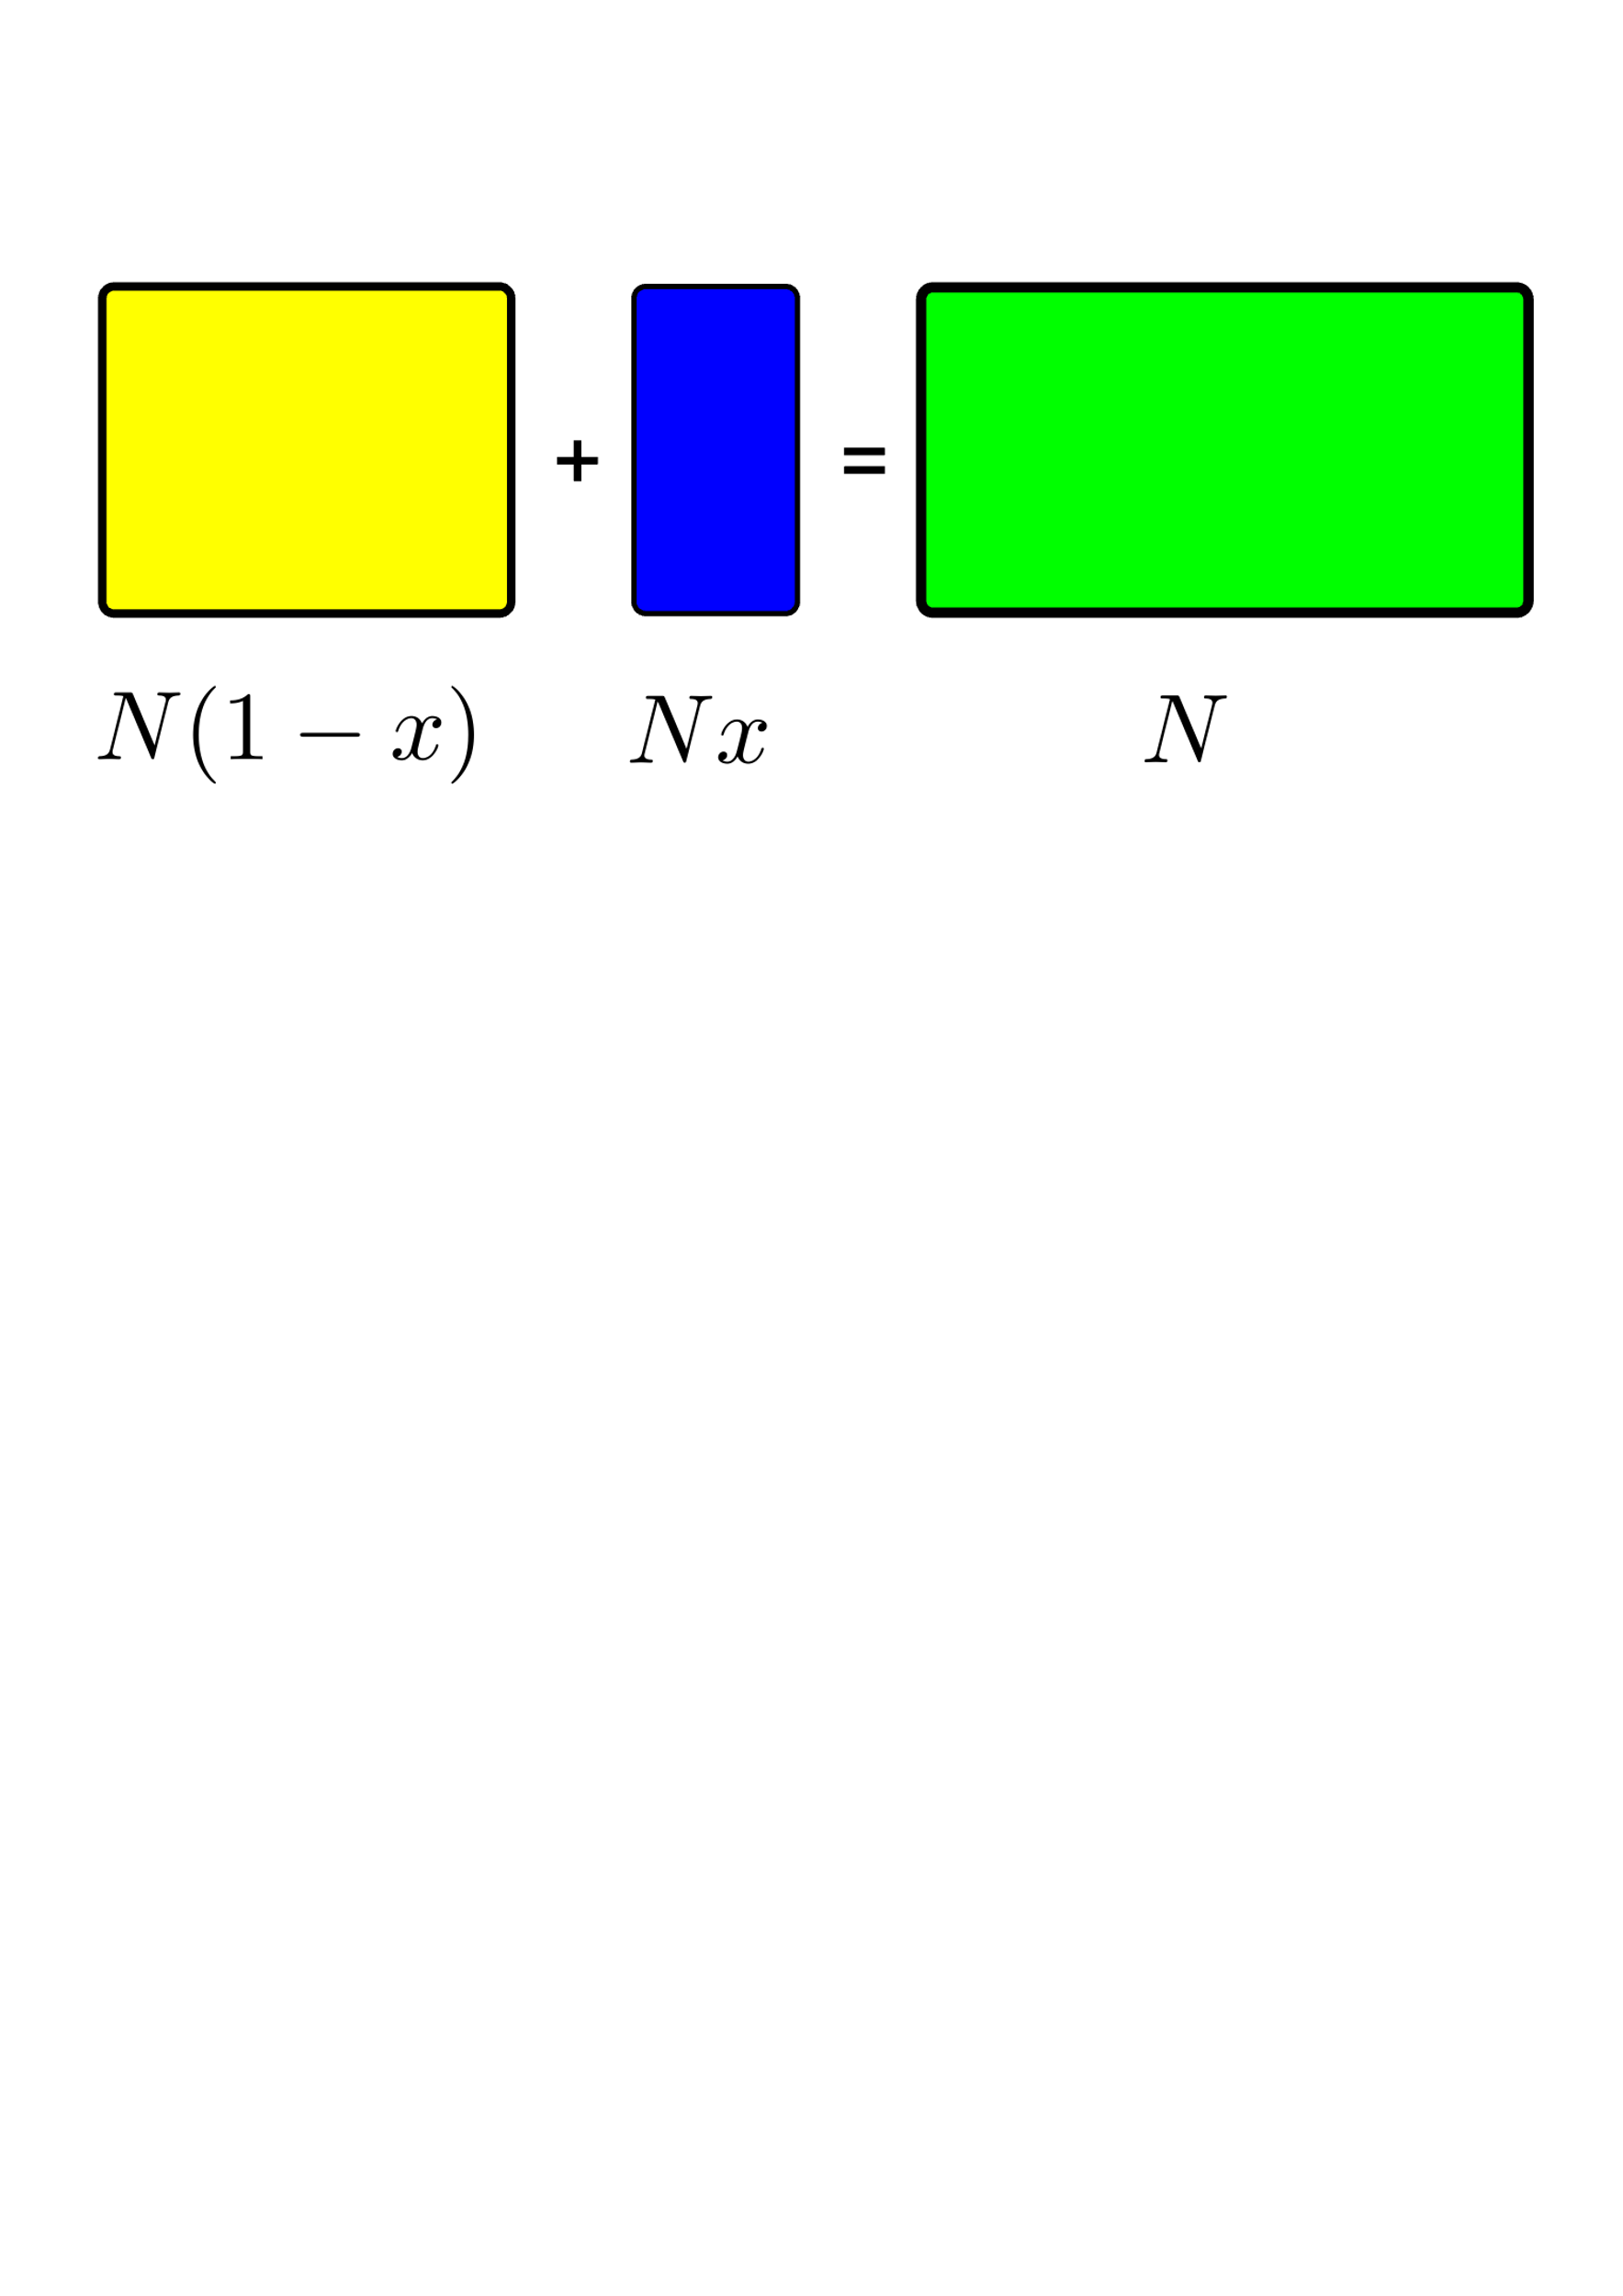 + =
N(1 − x) Nx N